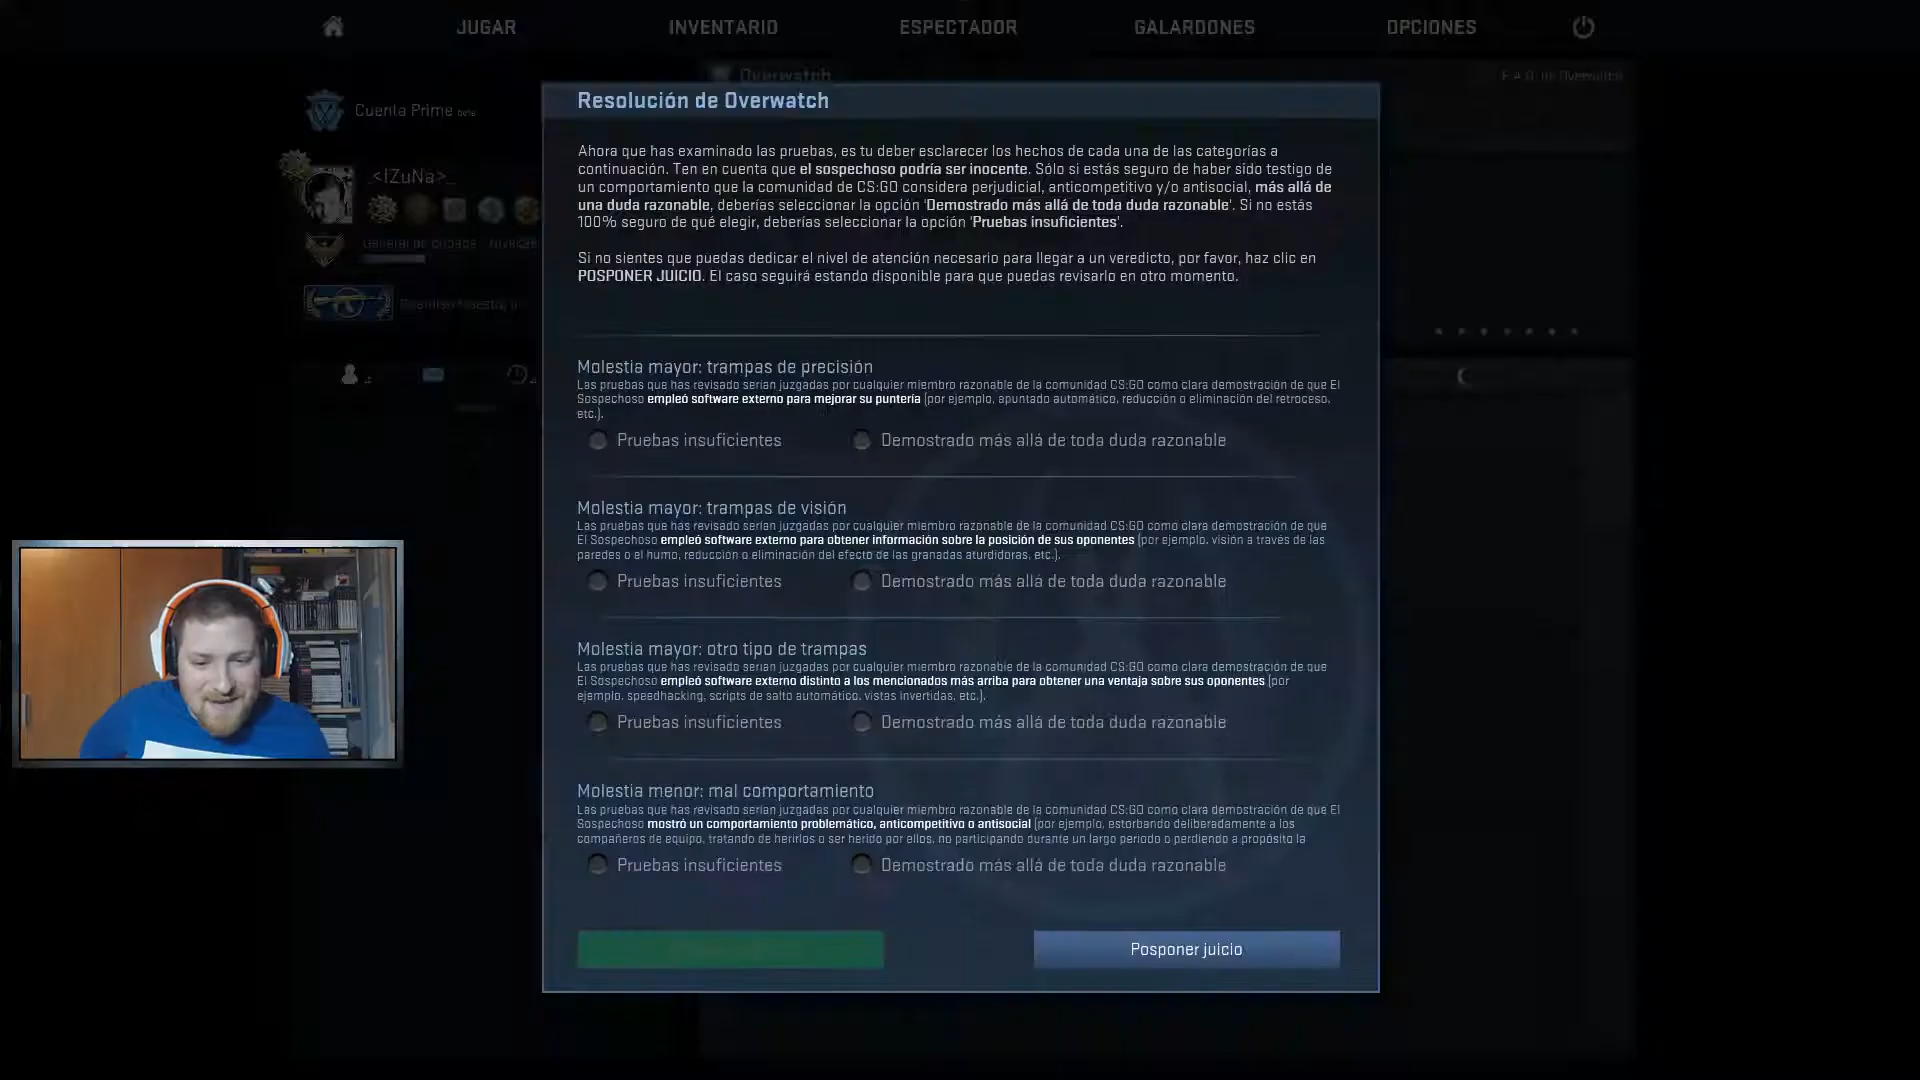 JUGAR
INVENTARIO
ESPECTADOR
GALARDONES
OPCIONES
Overwatch
F.A.Q. de Overwatch
Cuenta Prime beta
_<IZuNa>_
Resolución de Overwatch
Ahora que has examinado las pruebas, es tu deber esclarecer los hechos de cada una de las categorías a
continuación. Ten en cuenta que el sospechoso podría ser inocente. Sólo si estás seguro de haber sido testigo de
un comportamiento que la comunidad de CS:GO considera perjudicial, anticompetitivo y/o antisocial, más allá de
una duda razonable, deberías seleccionar la opción 'Demostrado más allá de toda duda razonable'. Si no estás
100% seguro de qué elegir, deberías seleccionar la opción 'Pruebas insuficientes'.
Si no sientes que puedas dedicar el nivel de atención necesario para llegar a un veredicto, por favor, haz clic en
POSPONER JUICIO. El caso seguirá estando disponible para que puedas revisarlo en otro momento.
Molestia mayor: trampas de precisión
Las pruebas que has revisado serían juzgadas por cualquier miembro razonable de la comunidad CS:GO como clara demostración de que El
Sospechoso empleó software externo para mejorar su puntería (por ejemplo, apuntado automático, reducción o eliminación del retroceso,
etc.).
Pruebas insuficientes
Demostrado más allá de toda duda razonable
Molestia mayor: trampas de visión
Las pruebas que has revisado serían juzgadas por cualquier miembro razonable de la comunidad CS:GO como clara demostración de que
El Sospechoso empleó software externo para obtener información sobre la posición de sus oponentes (por ejemplo, visión a través de las
paredes o el humo, reducción o eliminación del efecto de las granadas aturdidoras, etc.).
Pruebas insuficientes
Demostrado más allá de toda duda razonable
Molestia mayor: otro tipo de trampas
Las pruebas que has revisado serían juzgadas por cualquier miembro razonable de la comunidad CS:GO como clara demostración de que
El Sospechoso empleó software externo distinto a los mencionados más arriba para obtener una ventaja sobre sus oponentes (por
ejemplo, speedhacking, scripts de salto automático, vistas invertidas, etc.).
Pruebas insuficientes
Demostrado más allá de toda duda razonable
Molestia menor: mal comportamiento
Las pruebas que has revisado serían juzgadas por cualquier miembro razonable de la comunidad CS:GO como clara demostración de que El
Sospechoso mostró un comportamiento problemático, anticompetitivo o antisocial (por ejemplo, estorbando deliberadamente a los
compañeros de equipo, tratando de herirlos o ser herido por ellos, no participando durante un largo periodo o perdiendo a propósito la
Pruebas insuficientes
Demostrado más allá de toda duda razonable
Posponer juicio